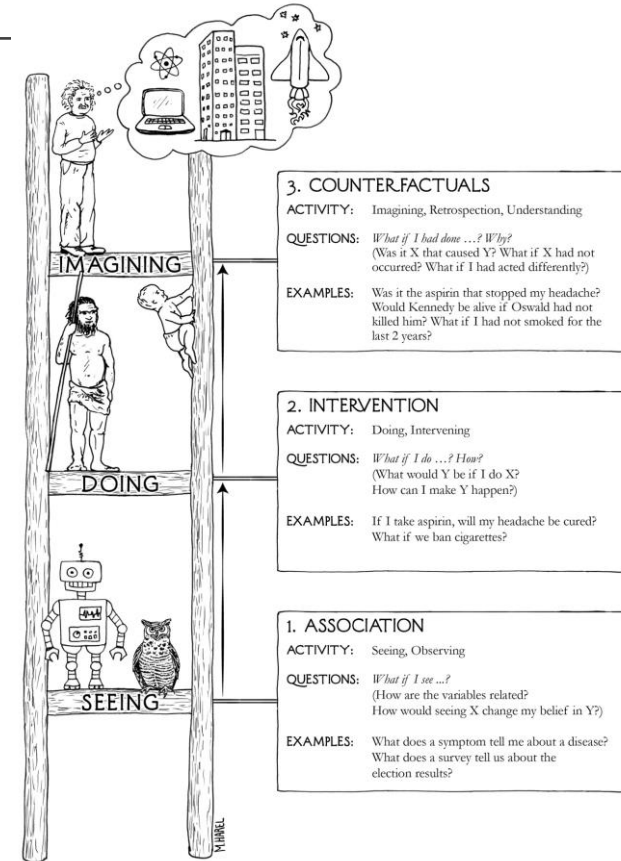 IMAGINING
DOING
SEEING
3. COUNTERFACTUALS
ACTIVITY: Imagining, Retrospection, Understanding
QUESTIONS: What if I had done …? Why?
(Was it X that caused Y? What if X had not
occurred? What if I had acted differently?)
EXAMPLES: Was it the aspirin that stopped my headache?
Would Kennedy be alive if Oswald had not
killed him? What if I had not smoked for the
last 2 years?
2. INTERVENTION
ACTIVITY: Doing, Intervening
QUESTIONS: What if I do …? How?
(What would Y be if I do X?
How can I make Y happen?)
EXAMPLES: If I take aspirin, will my headache be cured?
What if we ban cigarettes?
1. ASSOCIATION
ACTIVITY: Seeing, Observing
QUESTIONS: What if I see ...?
(How are the variables related?
How would seeing X change my belief in Y?)
EXAMPLES: What does a symptom tell me about a disease?
What does a survey tell us about the
election results?
M.HAREL